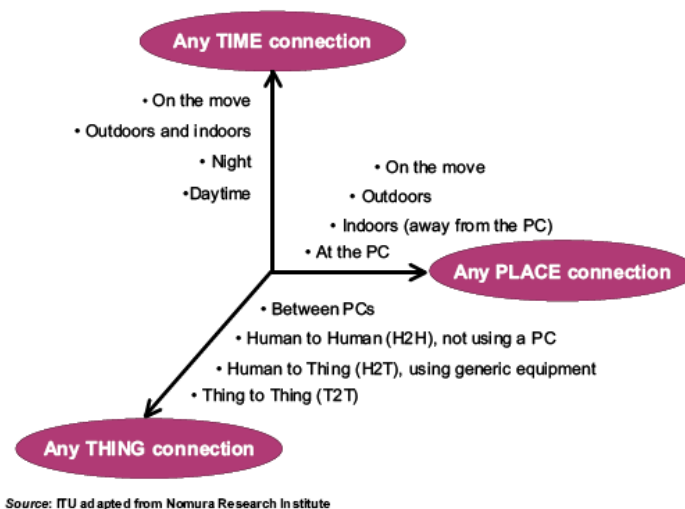 Any TIME connection
• On the move
• Outdoors and indoors
• Night
•Daytime
• On the move
• Outdoors
• Indoors (away from the PC)
• At the PC
Any PLACE connection
• Between PCs
• Human to Human (H2H), not using a PC
• Human to Thing (H2T), using generic equipment
• Thing to Thing (T2T)
Any THING connection
Source: ITU adapted from Nomura Research Institute